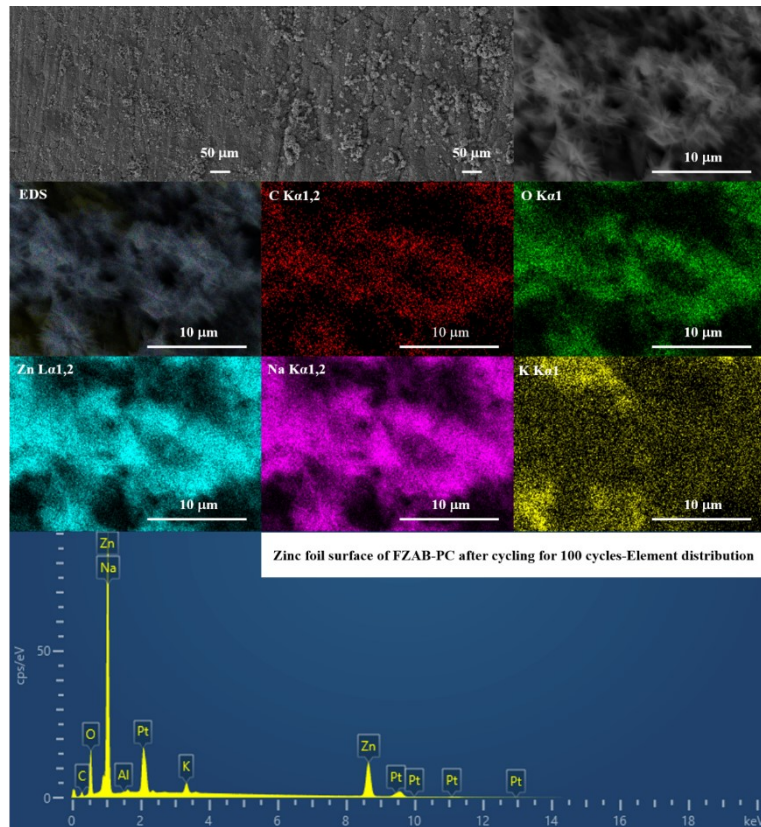 50 μm
50 μm
10 μm
EDS
10 μm
C Kα1,2
10 μm
O Kα1
10 μm
Zn Lα1,2
10 μm
Na Kα1,2
10 μm
K Kα1
10 μm
Zinc foil surface of FZAB-PC after cycling for 100 cycles-Element distribution
cps/eV
50
0
Zn
Na
O
C
Al
Pt
K
Zn
Pt
Pt
Pt
Pt
0 2 4 6 8 10 12 14 16 18 keV